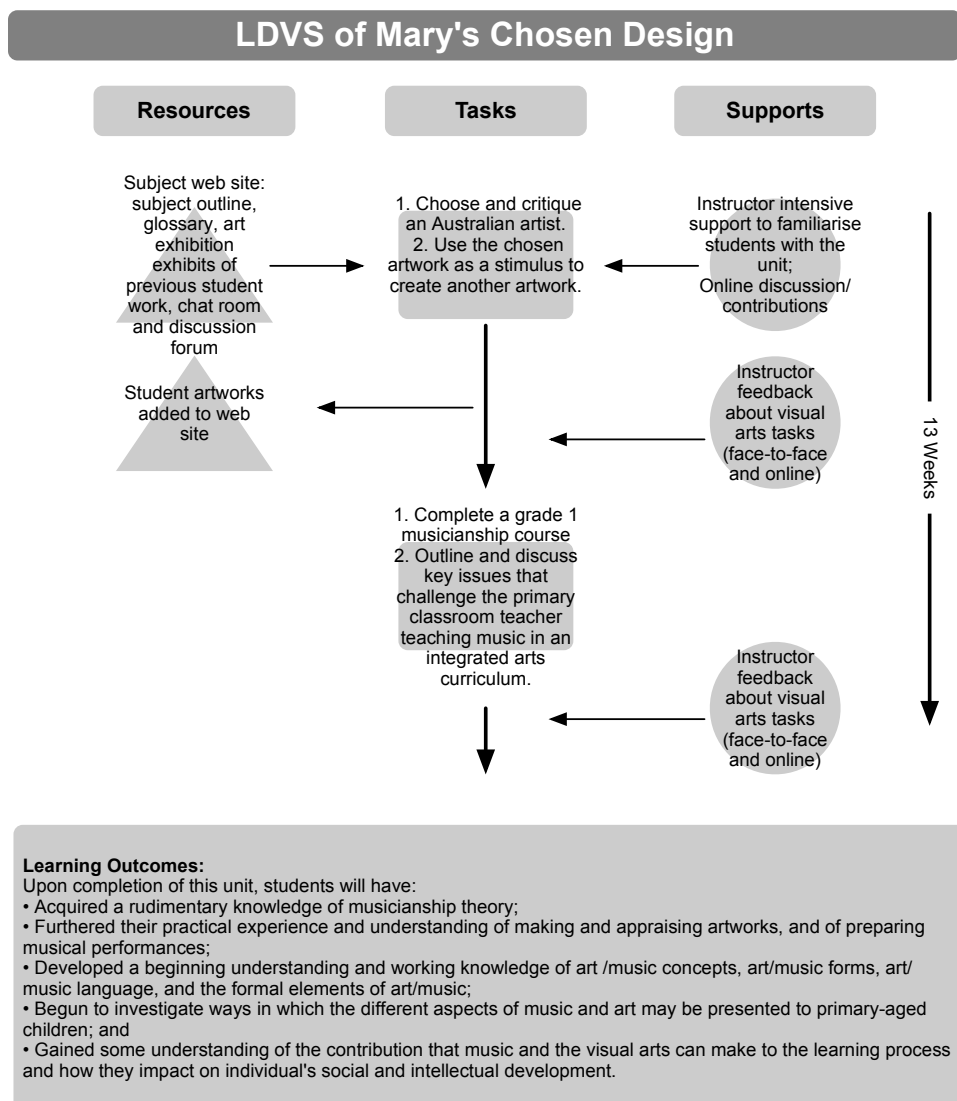 LDVS of Mary's Chosen Design
Resources
Tasks
Supports
Subject web site:
subject outline,
glossary, art
exhibition
exhibits of
previous student
work, chat room
and discussion
forum
1. Choose and critique
an Australian artist.
2. Use the chosen
artwork as a stimulus to
create another artwork.
Instructor intensive
support to familiarise
students with the
unit;
Online discussion/
contributions
Student artworks
added to web
site
Instructor
feedback
about visual
arts tasks
(face-to-face
and online)
13 Weeks
1. Complete a grade 1
musicianship course
2. Outline and discuss
key issues that
challenge the primary
classroom teacher
teaching music in an
integrated arts
curriculum.
Instructor
feedback
about visual
arts tasks
(face-to-face
and online)
Learning Outcomes:
Upon completion of this unit, students will have:
• Acquired a rudimentary knowledge of musicianship theory;
• Furthered their practical experience and understanding of making and appraising artworks, and of preparing
musical performances;
• Developed a beginning understanding and working knowledge of art /music concepts, art/music forms, art/
music language, and the formal elements of art/music;
• Begun to investigate ways in which the different aspects of music and art may be presented to primary-aged
children; and
• Gained some understanding of the contribution that music and the visual arts can make to the learning process
and how they impact on individual's social and intellectual development.